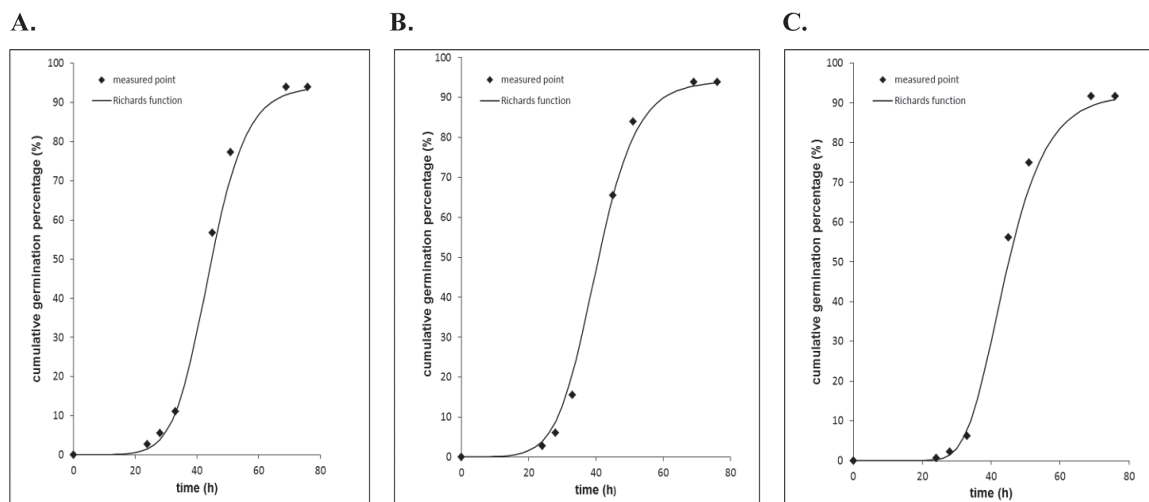 A.
100
90
80
70
60
50
40
30
20
10
0
0 20 40 60 80
measured point
Richards function
cumulative germination percentage (%)
time (h)
B.
100
90
80
70
60
50
40
30
20
10
0
0 20 40 60 80
measured point
Richards function
cumulative germination percentage (%)
time (h)
C.
100
90
80
70
60
50
40
30
20
10
0
0 20 40 60 80
measured point
Richards function
cumulative germination percentage (%)
time (h)